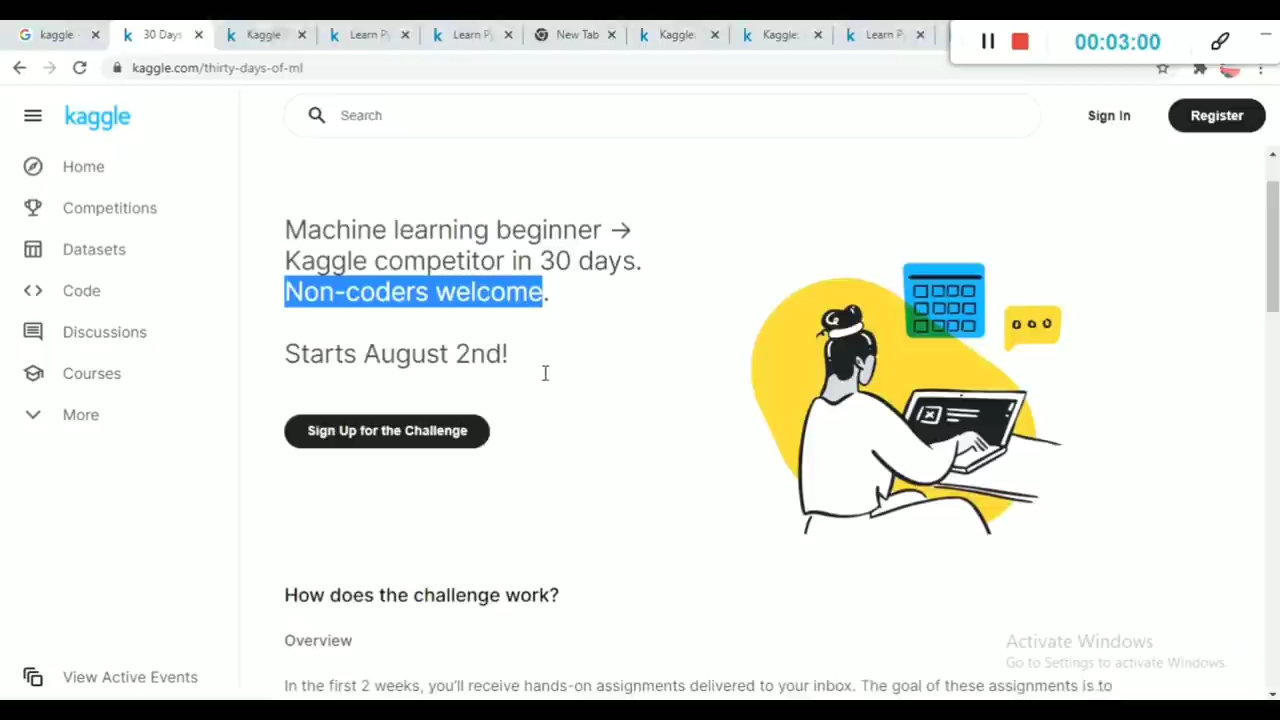 kaggle
30 Days
Kaggle
Learn P
Learn P
New Tab
Kaggle
Kaggle:
Learn P
00:03:00
kaggle.com/thirty-days-of-ml
kaggle
Search
Sign In
Register
Home
Competitions
Datasets
Code
Discussions
Courses
More
View Active Events
Machine learning beginner →
Kaggle competitor in 30 days.
Non-coders welcome.
Starts August 2nd!
Sign Up for the Challenge
How does the challenge work?
Overview
In the first 2 weeks, you'll receive hands-on assignments delivered to your inbox. The goal of these assignments is to
Activate Windows
Go to Settings to activate Windows.